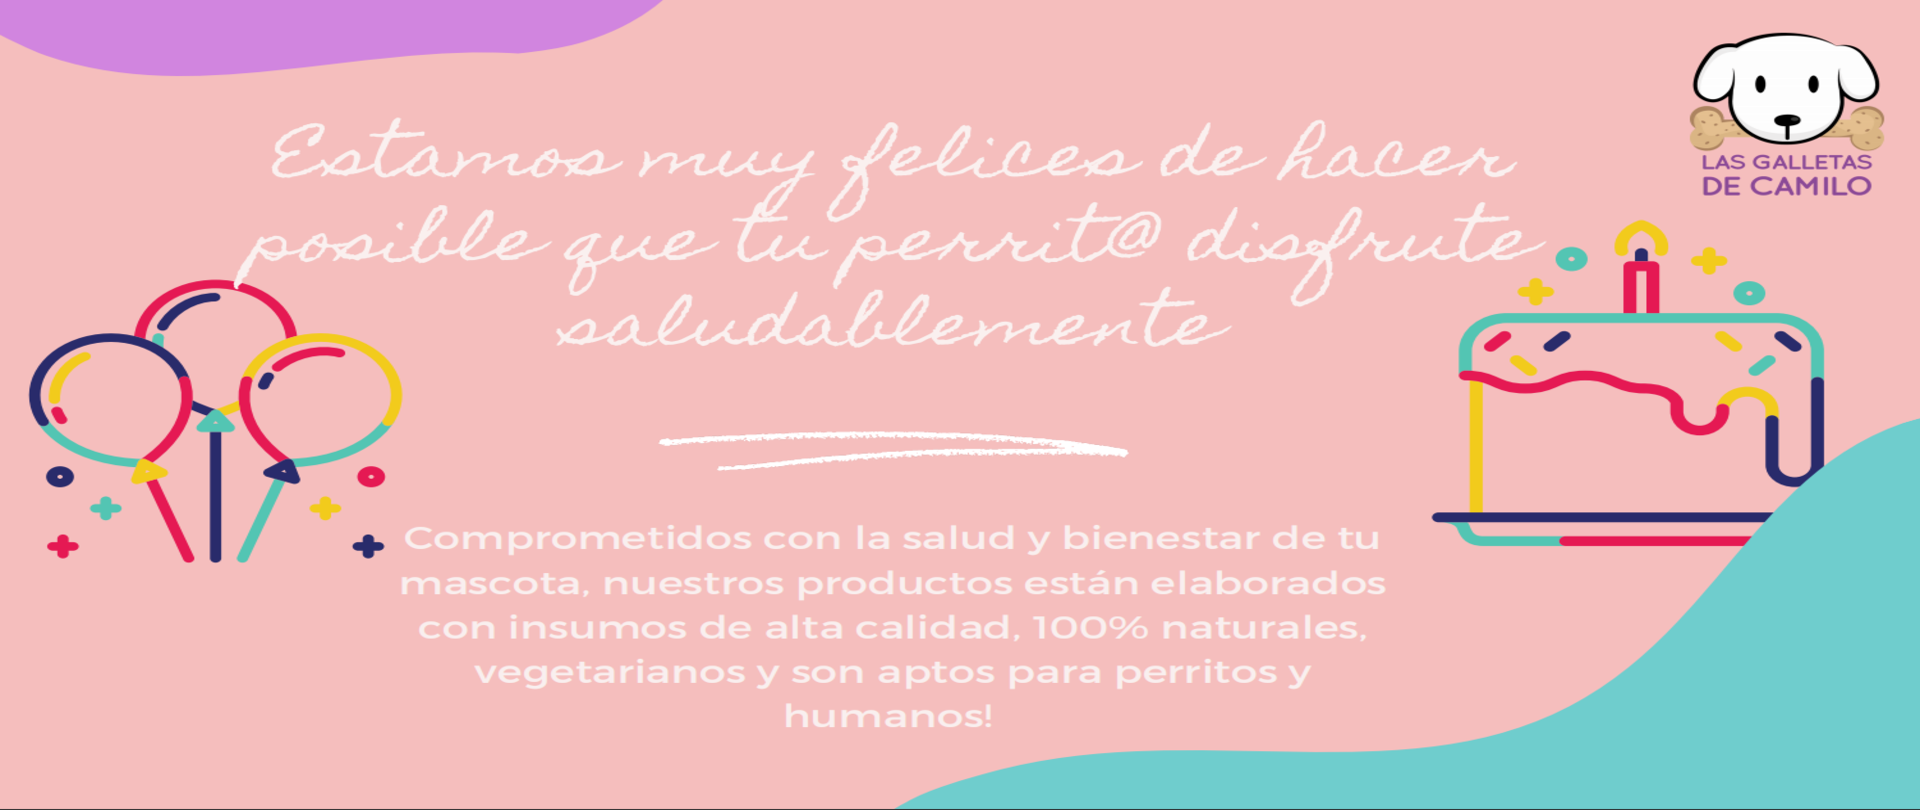 LAS GALLETAS
DE CAMILO
Estamos muy felices de hacer
posible que tu perrit@ disfrute
saludablemente
Comprometidos con la salud y bienestar de tu
mascota, nuestros productos están elaborados
con insumos de alta calidad, 100% naturales,
vegetarianos y son aptos para perritos y
humanos!